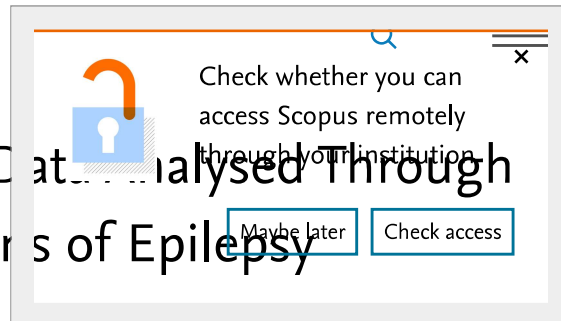 ×
Check whether you can
access Scopus remotely
through your institution
Data Analysed Through
of Epilepsy
Maybe later
Check access